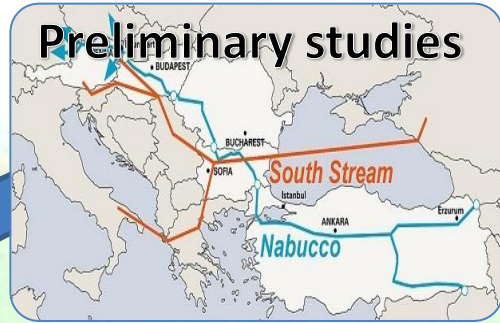 Preliminary studies
BUDAPEST
BUCHAREST
SOFIA
South Stream
Istanbul
ANKARA
Erzurum
Nabucco